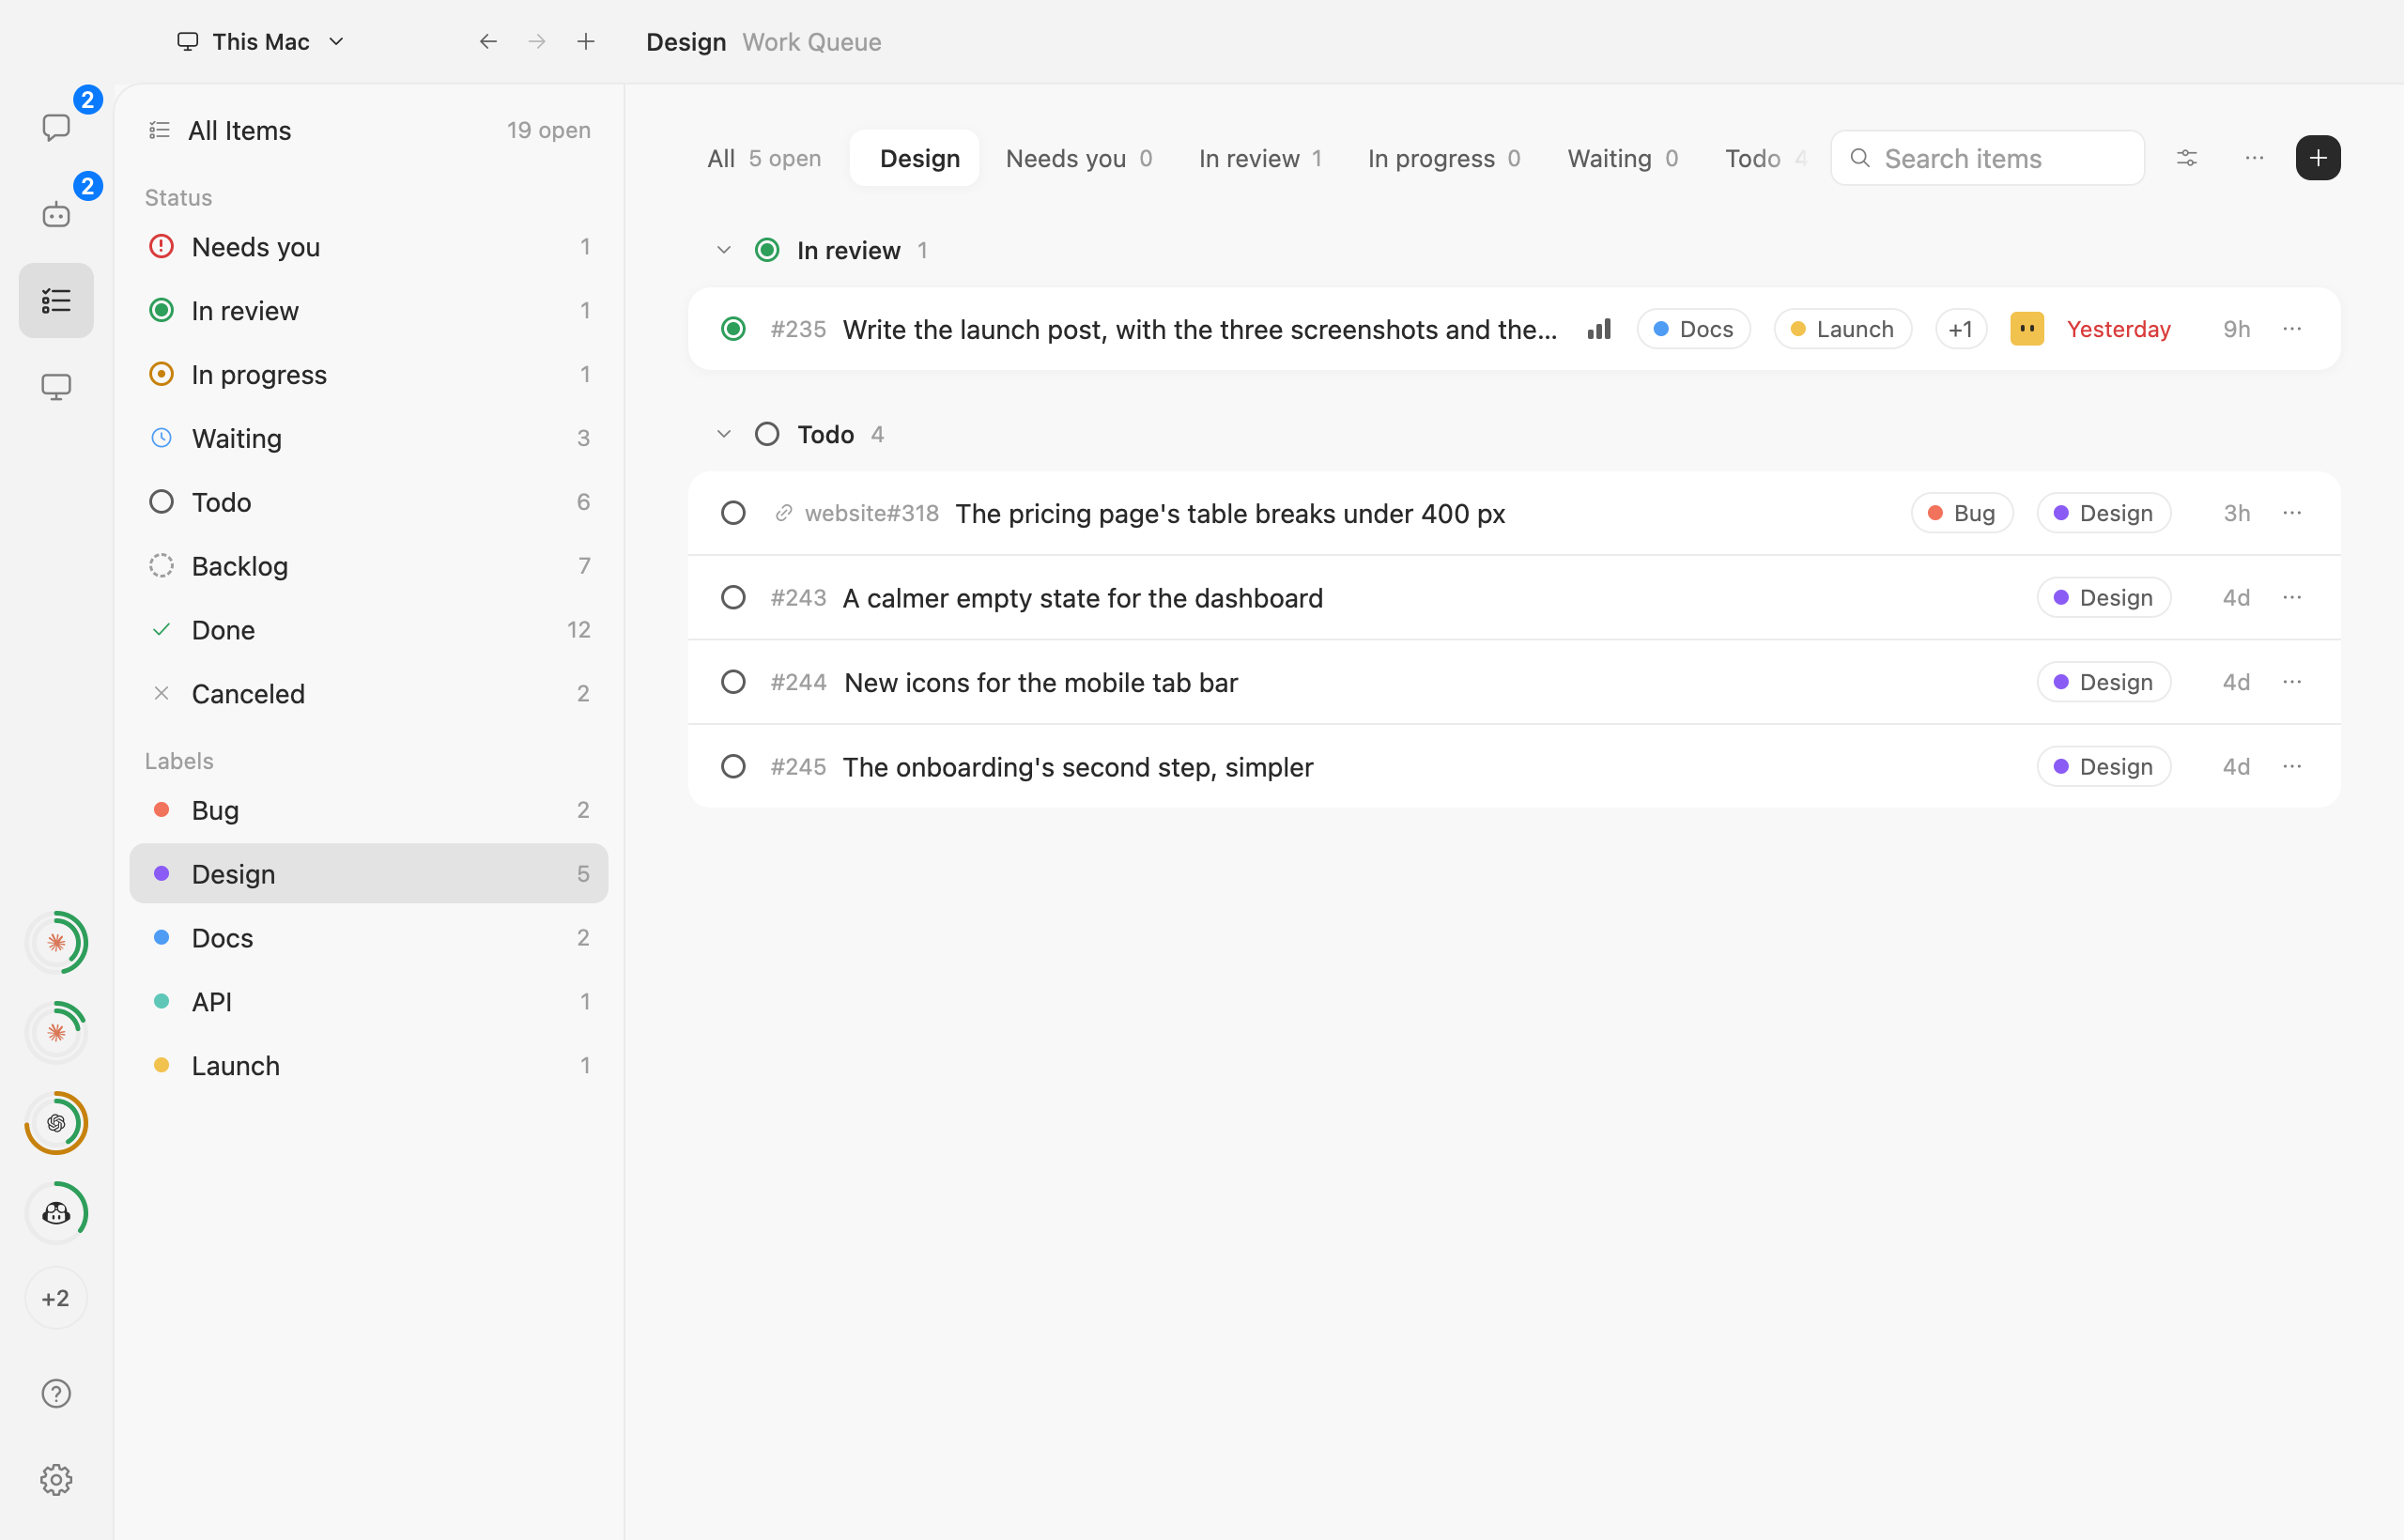 This Mac
Design Work Queue
2
2
All Items 19 open
Status
Needs you 1
In review 1
In progress 1
Waiting 3
Todo 6
Backlog 7
Done 12
Canceled 2
Labels
Bug 2
Design 5
Docs 2
API 1
Launch 1
+2
All 5 open Design Needs you 0 In review 1 In progress 0 Waiting 0 Todo 4 Search items
In review 1
#235 Write the launch post, with the three screenshots and the... Docs Launch +1 Yesterday 9h
Todo 4
website#318 The pricing page's table breaks under 400 px Bug Design 3h
#243 A calmer empty state for the dashboard Design 4d
#244 New icons for the mobile tab bar Design 4d
#245 The onboarding's second step, simpler Design 4d